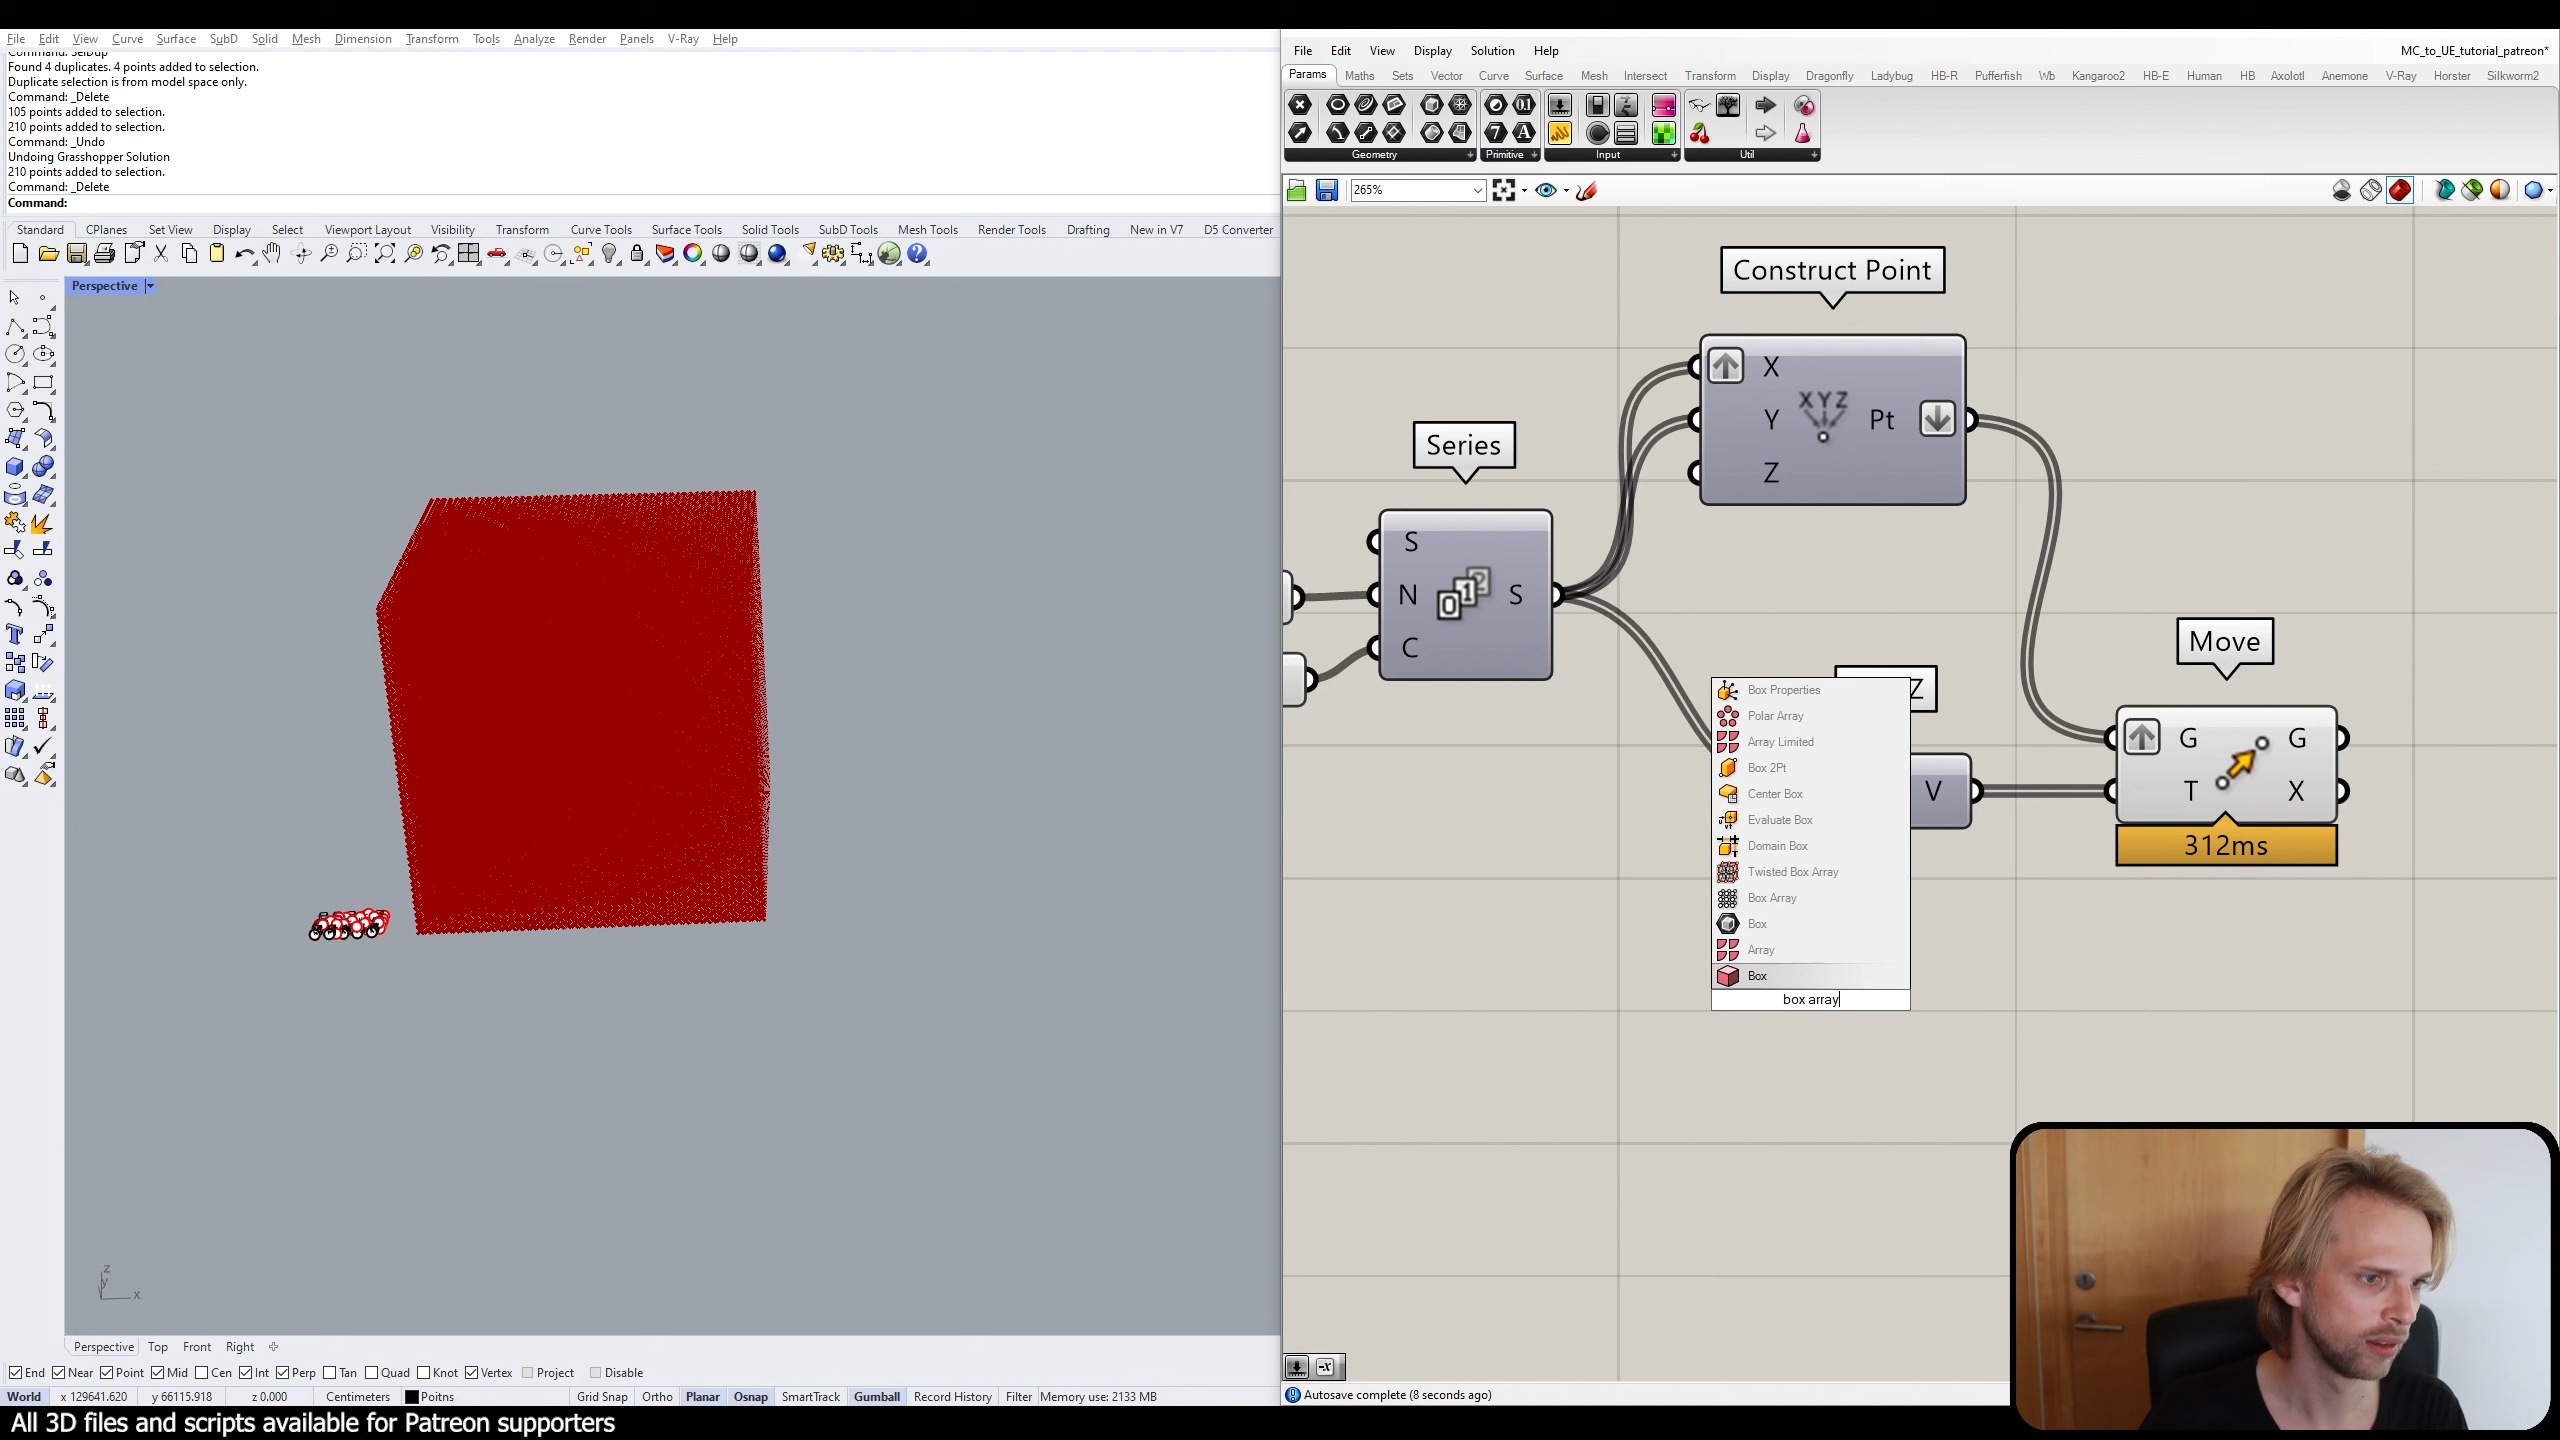 File Edit View Curve Surface SubD Solid Mesh Dimension Transform Tools Analyze Render Panels V-Ray Help
Command: SelDup
Found 4 duplicates. 4 points added to selection.
Duplicate selection is from model space only.
Command: _Delete
105 points added to selection.
210 points added to selection.
Command: _Undo
Undoing Grasshopper Solution
210 points added to selection.
Command: _Delete
Command:
Standard CPlanes Set View Display Select Viewport Layout Visibility Transform Curve Tools Surface Tools Solid Tools SubD Tools Mesh Tools Render Tools Drafting New in V7 D5 Converter
Perspective
z
y
x
Perspective Top Front Right
End Near Point Mid Cen Int Perp Tan Quad Knot Vertex Project Disable
World x 129641.620 y 66115.918 z 0.000 Centimeters Poitns Grid Snap Ortho Planar Osnap SmartTrack Gumball Record History Filter Memory use: 2133 MB
All 3D files and scripts available for Patreon supporters
File Edit View Display Solution Help
MC_to_UE_tutorial_patreon*
Params Maths Sets Vector Curve Surface Mesh Intersect Transform Display Dragonfly Ladybug HB-R Pufferfish Wb Kangaroo2 HB-E Human HB Axolotl Anemone V-Ray Horster Silkworm2
Geometry Primitive Input Util
265%
Construct Point
X
Y
Z
XYZ
Pt
Series
S
N
C
0 1 2
S
Z
V
Move
G
T
G
X
312ms
Box Properties
Polar Array
Array Limited
Box 2Pt
Center Box
Evaluate Box
Domain Box
Twisted Box Array
Box Array
Box
Array
Box
box array
Autosave complete (8 seconds ago)